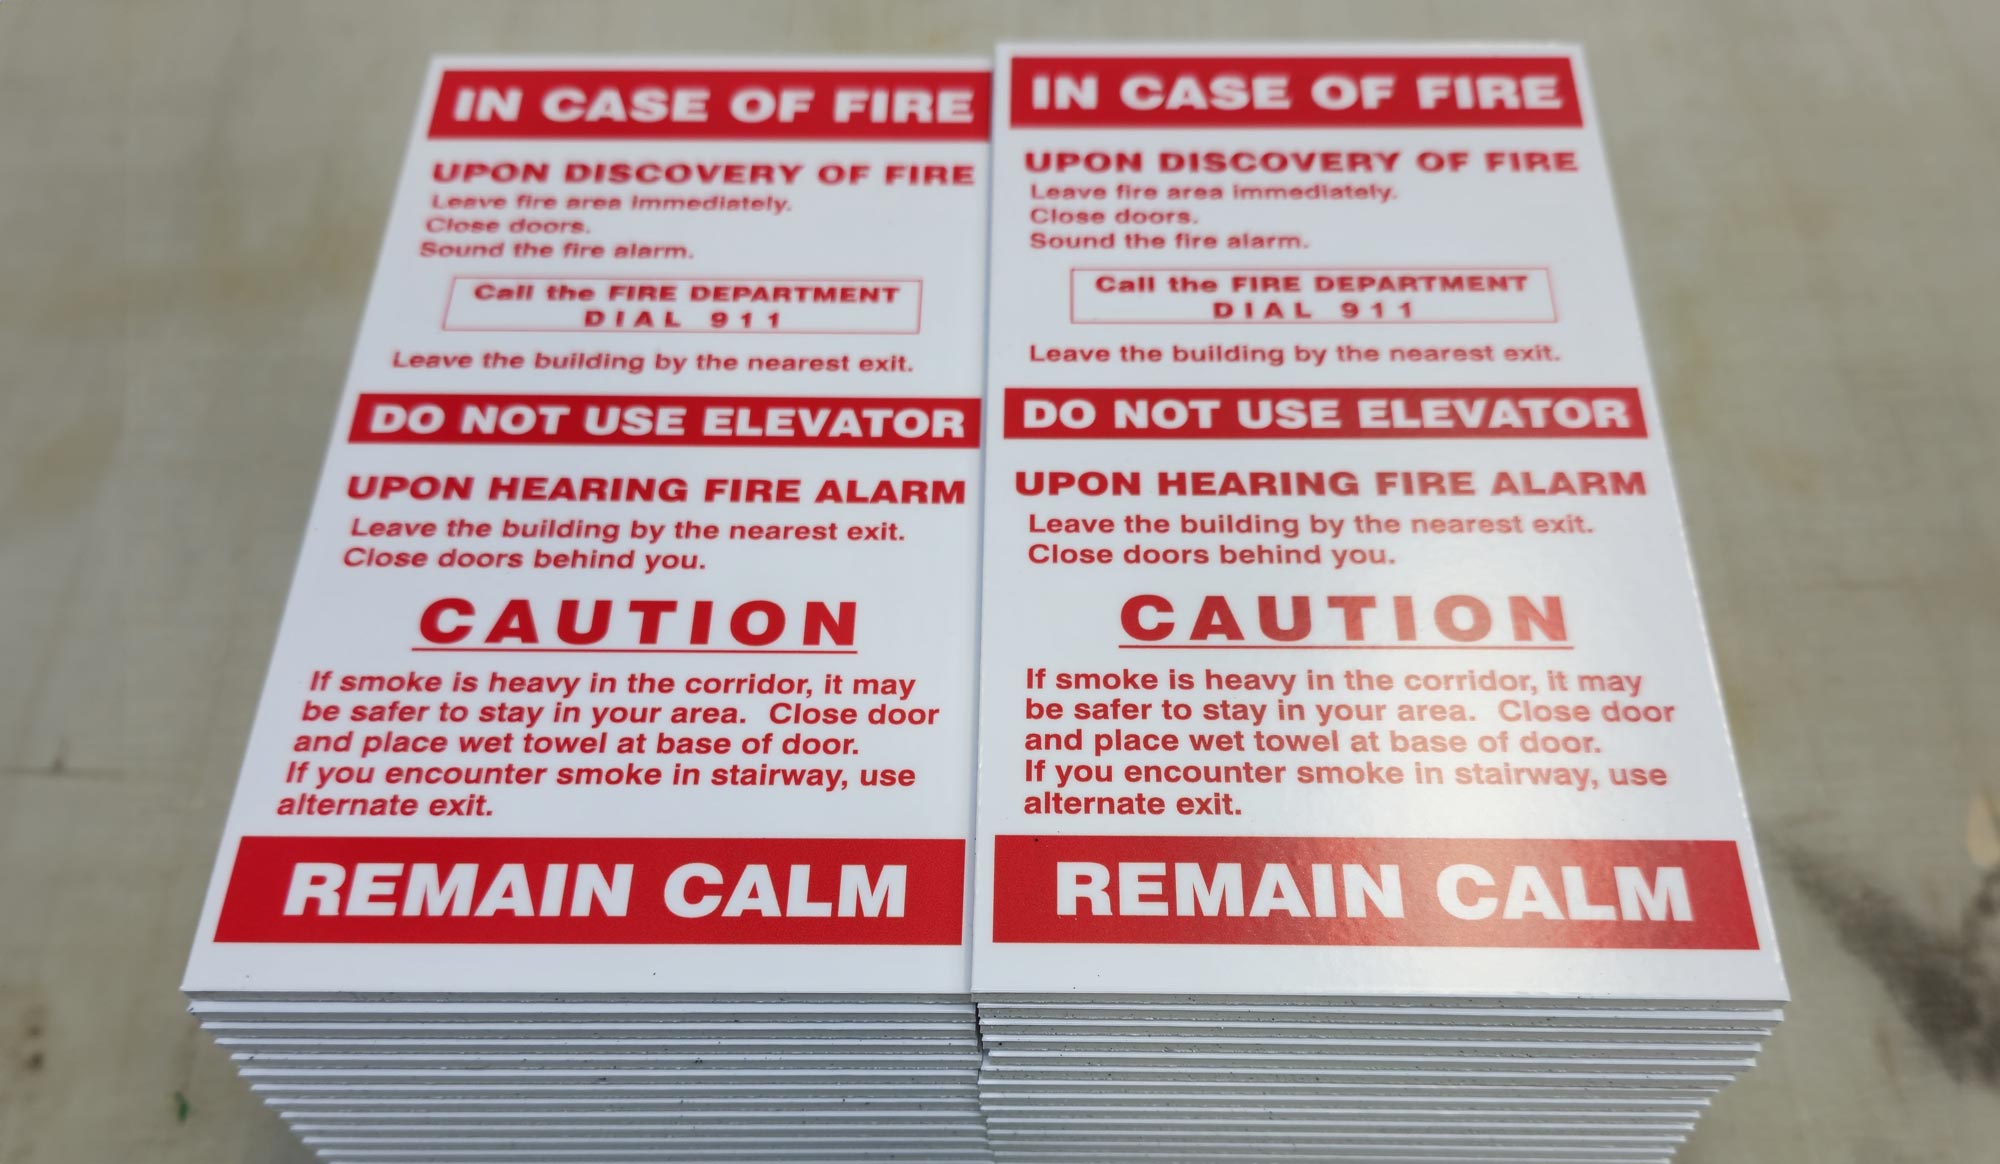 IN CASE OF FIRE
UPON DISCOVERY OF FIRE
Leave fire area immediately.
Close doors.
Sound the fire alarm.
Call the FIRE DEPARTMENT
DIAL 911
Leave the building by the nearest exit.
DO NOT USE ELEVATOR
UPON HEARING FIRE ALARM
Leave the building by the nearest exit.
Close doors behind you.
CAUTION
If smoke is heavy in the corridor, it may
be safer to stay in your area.  Close door
and place wet towel at base of door.
If you encounter smoke in stairway, use
alternate exit.
REMAIN CALM
IN CASE OF FIRE
UPON DISCOVERY OF FIRE
Leave fire area immediately.
Close doors.
Sound the fire alarm.
Call the FIRE DEPARTMENT
DIAL 911
Leave the building by the nearest exit.
DO NOT USE ELEVATOR
UPON HEARING FIRE ALARM
Leave the building by the nearest exit.
Close doors behind you.
CAUTION
If smoke is heavy in the corridor, it may
be safer to stay in your area.  Close door
and place wet towel at base of door.
If you encounter smoke in stairway, use
alternate exit.
REMAIN CALM